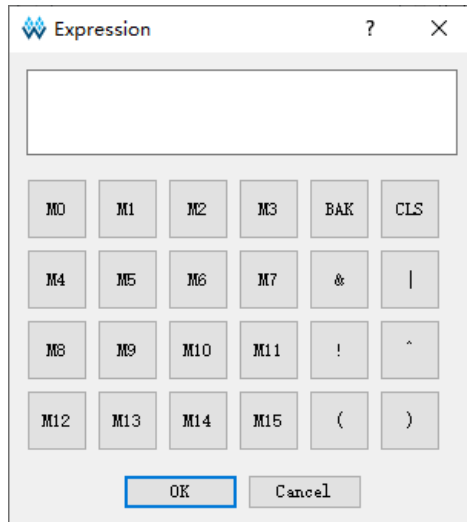 Expression ? ×
M0 M1 M2 M3 BAK CLS
M4 M5 M6 M7 & |
M8 M9 M10 M11 ! ^
M12 M13 M14 M15 ( )
OK Cancel